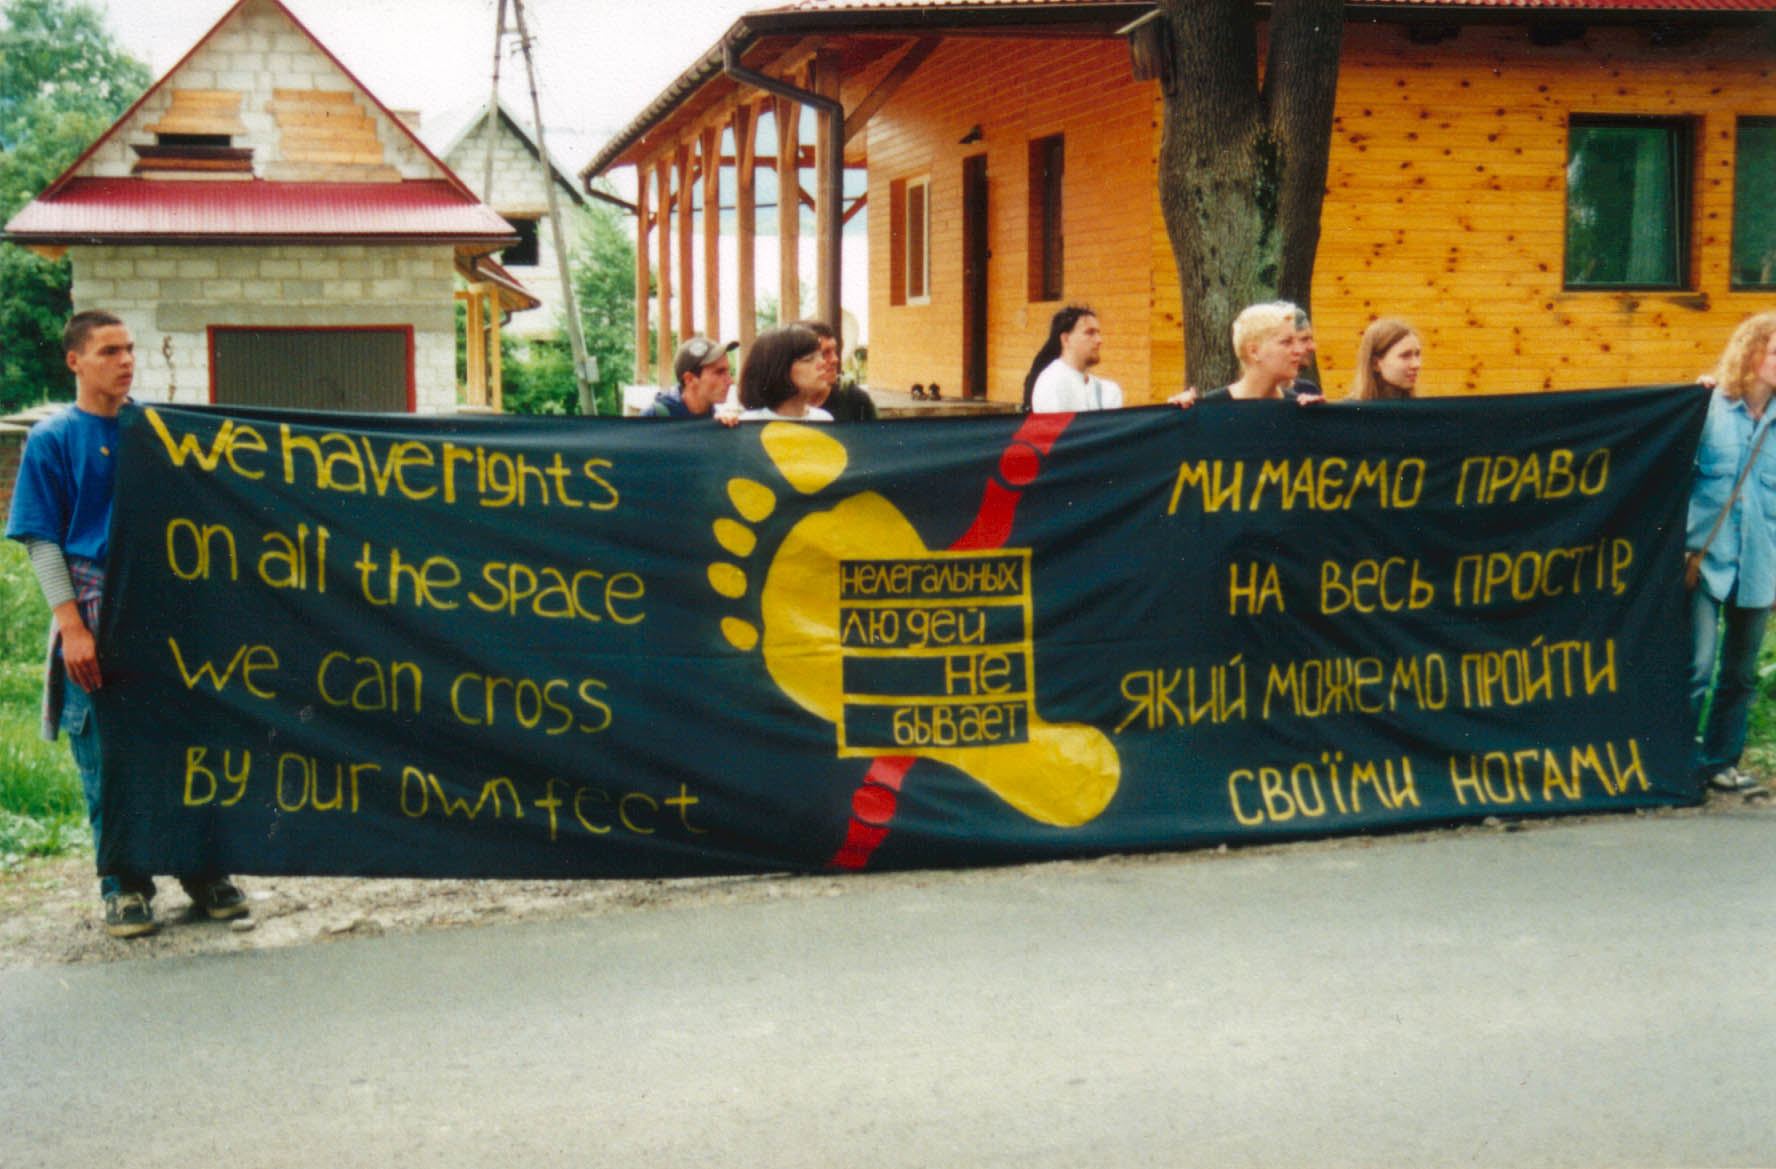 we have rights
on all the space
we can cross
by our own feet
нелегальных
людей
не
бывает
ми маємо право
на весь простір,
який можемо пройти
своїми ногами